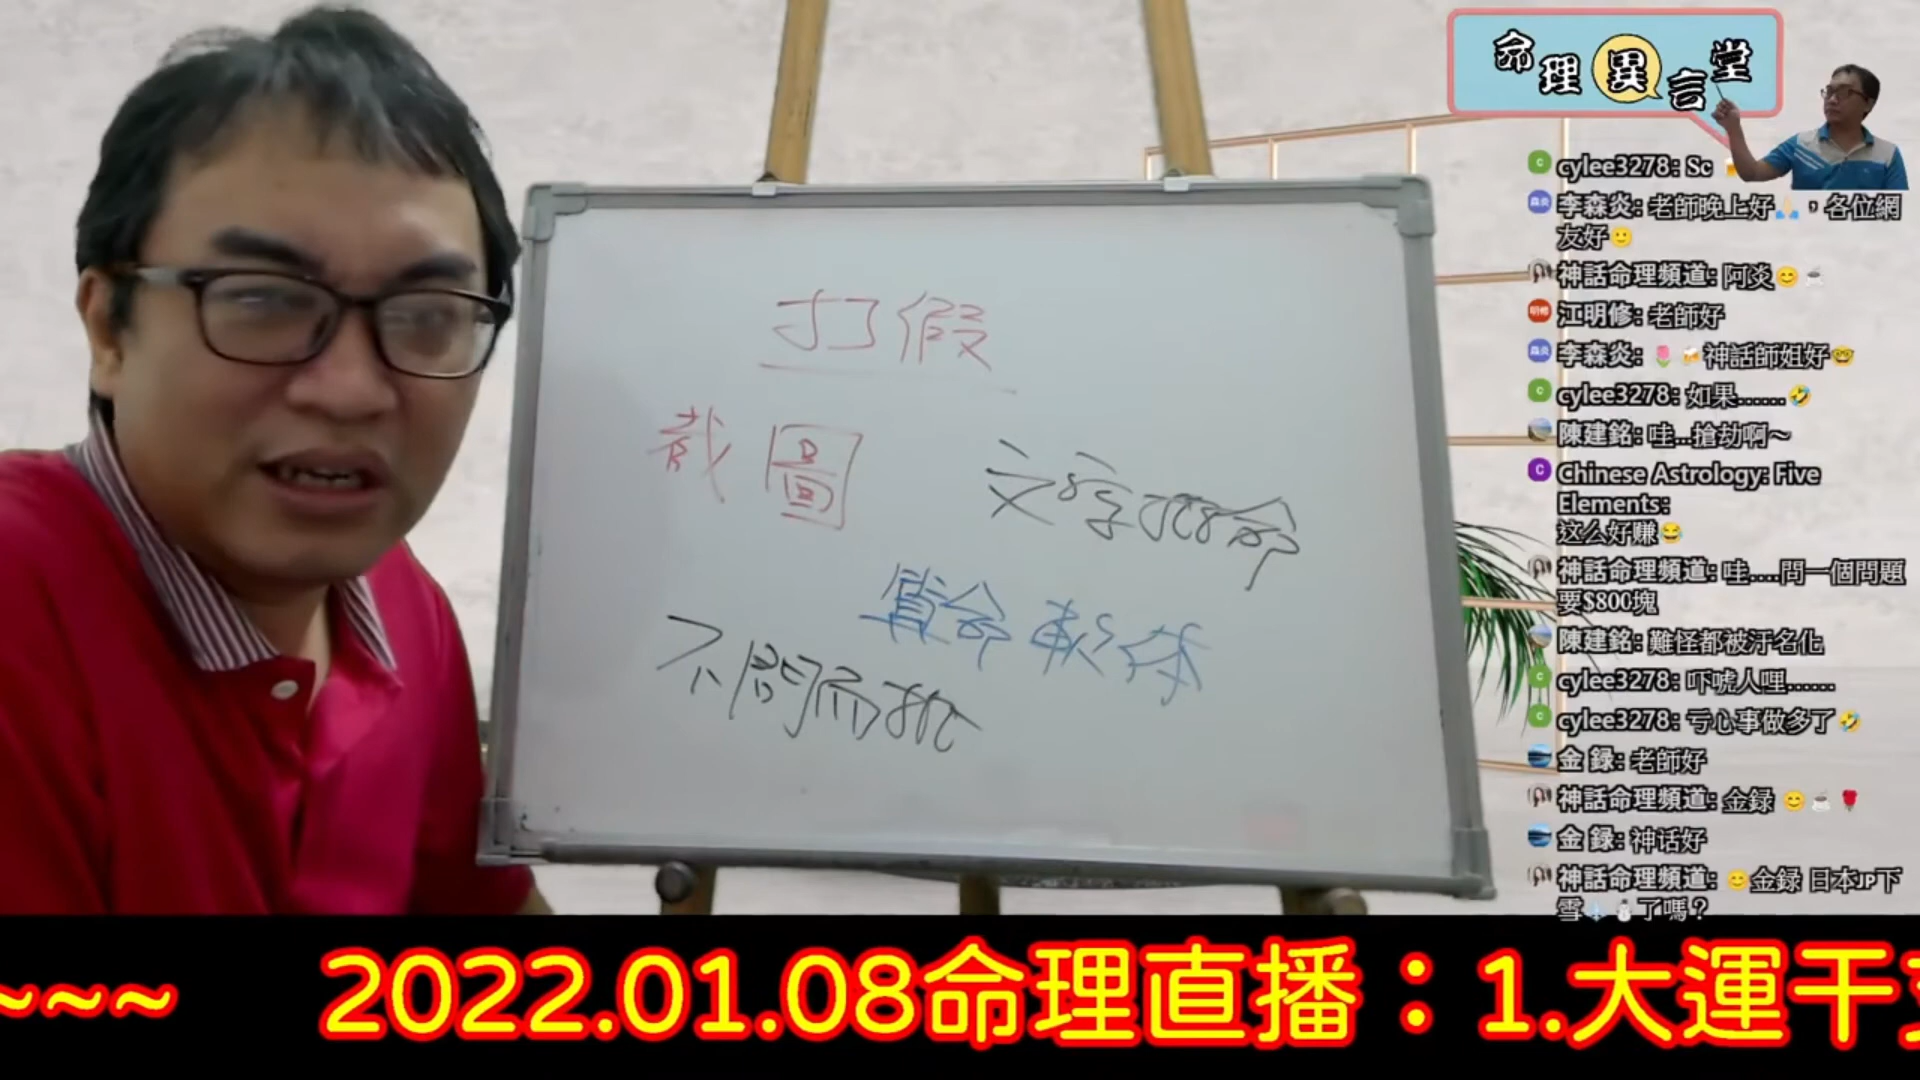 命理異言堂
打假
截圖
文字批命
算命軟体
不問而批
cylee3278: Sc
李森炎: 老師晚上好🙏，各位網
友好🙂
神話命理頻道: 阿炎😊☕
江明修: 老師好
李森炎: 🌷🍻神話師姐好🤓
cylee3278: 如果......🤣
陳建銘: 哇...搶劫啊～
Chinese Astrology: Five
Elements:
这么好赚😂
神話命理頻道: 哇....問一個問題
要$800塊
陳建銘: 難怪都被汙名化
cylee3278: 吓唬人哩......
cylee3278: 亏心事做多了🤣
金 録: 老師好
神話命理頻道: 金録 😊☕🌹
金 録: 神话好
神話命理頻道: 😊金録 日本JP下
雪❄️⛄了嗎？
~~~ 2022.01.08命理直播：1.大運干支